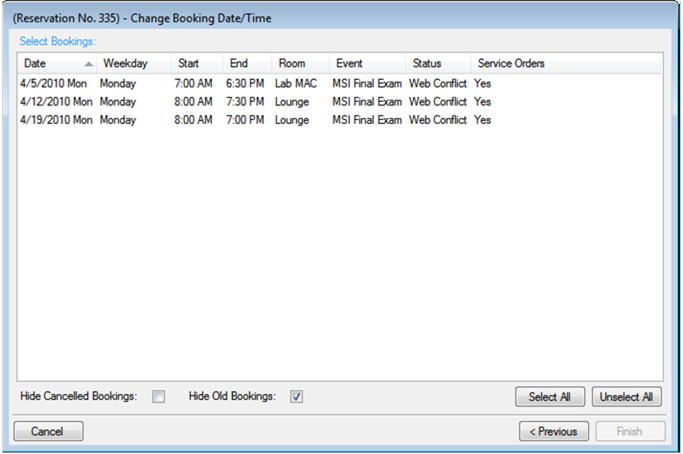 (Reservation No. 335) - Change Booking Date/Time
Select Bookings:
Date Weekday Start End Room Event Status Service Orders
4/5/2010 Mon Monday 7:00 AM 6:30 PM Lab MAC MSI Final Exam Web Conflict Yes
4/12/2010 Mon Monday 8:00 AM 7:30 PM Lounge MSI Final Exam Web Conflict Yes
4/19/2010 Mon Monday 8:00 AM 7:00 PM Lounge MSI Final Exam Web Conflict Yes
Hide Cancelled Bookings: Hide Old Bookings: Select All Unselect All
Cancel < Previous Finish